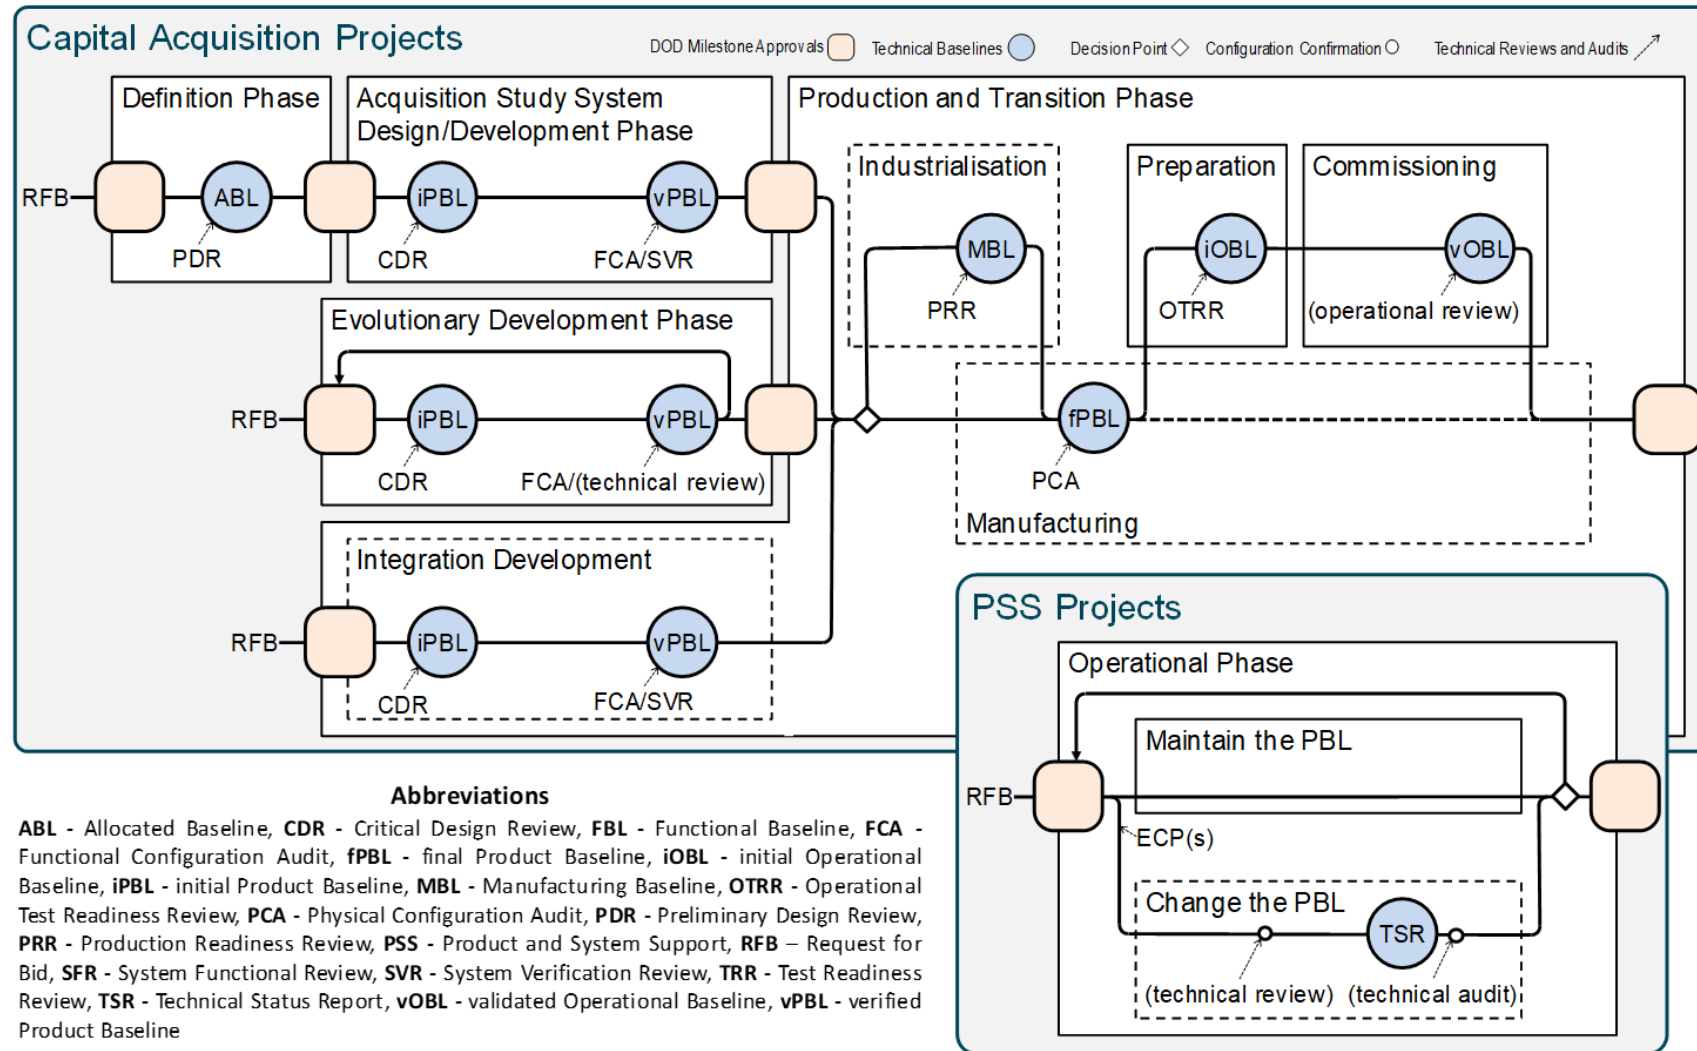 Capital Acquisition Projects
DOD Milestone Approvals
Technical Baselines
Decision Point
Configuration Confirmation
Technical Reviews and Audits
Definition Phase
Acquisition Study System
Design/Development Phase
Production and Transition Phase
Industrialisation
Preparation
Commissioning
RFB
ABL
iPBL
vPBL
PDR
CDR
FCA/SVR
MBL
iOBL
vOBL
PRR
OTRR
(operational review)
Evolutionary Development Phase
RFB
iPBL
vPBL
fPBL
CDR
FCA/(technical review)
PCA
Manufacturing
Integration Development
RFB
iPBL
vPBL
CDR
FCA/SVR
PSS Projects
Operational Phase
Maintain the PBL
RFB
ECP(s)
Change the PBL
TSR
(technical review)
(technical audit)
Abbreviations
ABL - Allocated Baseline, CDR - Critical Design Review, FBL - Functional Baseline, FCA -
Functional Configuration Audit, fPBL - final Product Baseline, iOBL - initial Operational
Baseline, iPBL - initial Product Baseline, MBL - Manufacturing Baseline, OTRR - Operational
Test Readiness Review, PCA - Physical Configuration Audit, PDR - Preliminary Design Review,
PRR - Production Readiness Review, PSS - Product and System Support, RFB – Request for
Bid, SFR - System Functional Review, SVR - System Verification Review, TRR - Test Readiness
Review, TSR - Technical Status Report, vOBL - validated Operational Baseline, vPBL - verified
Product Baseline